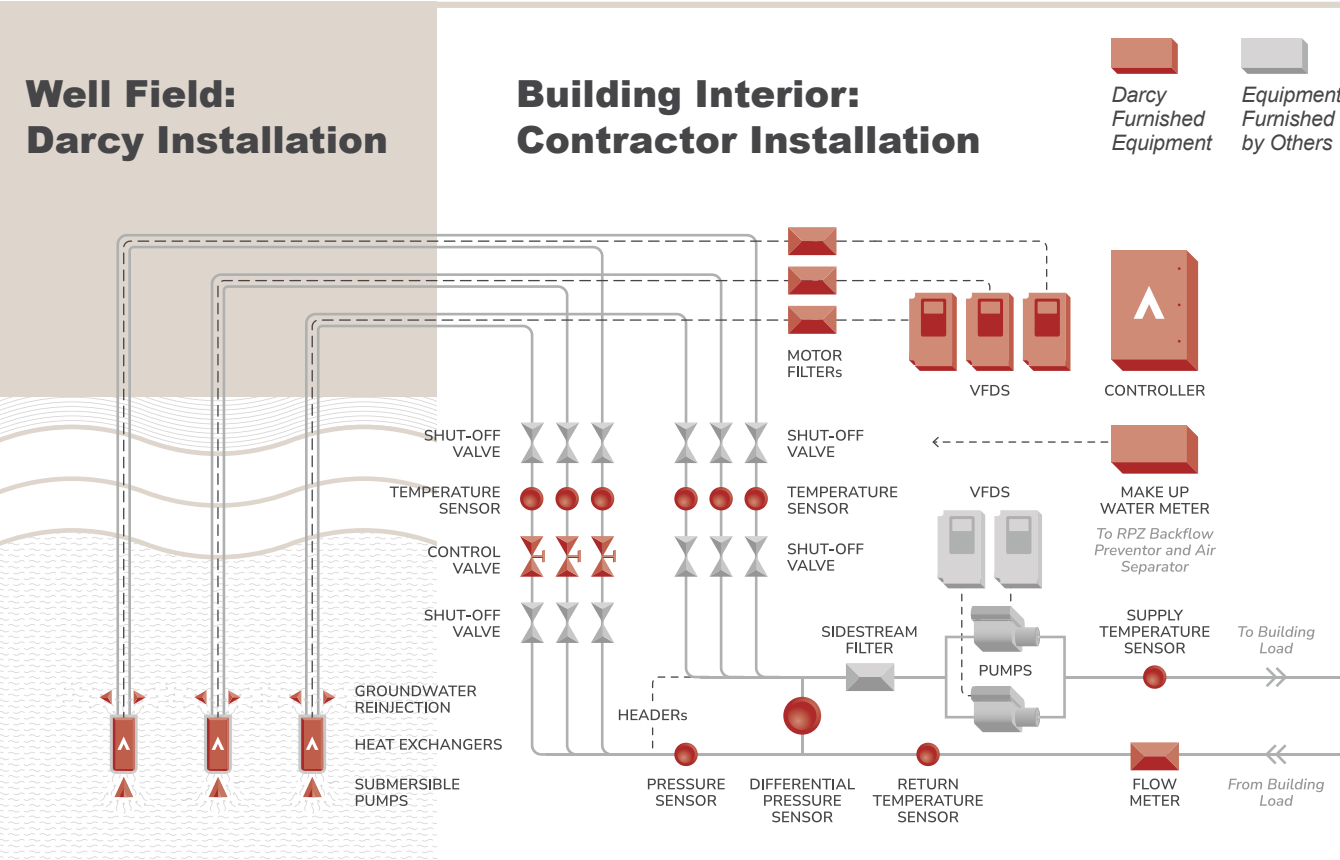 Well Field:
Darcy Installation
Building Interior:
Contractor Installation
Darcy
Furnished
Equipment
Equipment
Furnished
by Others
MOTOR
FILTERs
VFDS
CONTROLLER
SHUT-OFF
VALVE
SHUT-OFF
VALVE
TEMPERATURE
SENSOR
TEMPERATURE
SENSOR
VFDS
MAKE UP
WATER METER
To RPZ Backflow
Preventor and Air
Separator
CONTROL
VALVE
SHUT-OFF
VALVE
SHUT-OFF
VALVE
SIDESTREAM
FILTER
PUMPS
SUPPLY
TEMPERATURE
SENSOR
To Building
Load
GROUNDWATER
REINJECTION
HEADERs
HEAT EXCHANGERS
SUBMERSIBLE
PUMPS
PRESSURE
SENSOR
DIFFERENTIAL
PRESSURE
SENSOR
RETURN
TEMPERATURE
SENSOR
FLOW
METER
From Building
Load